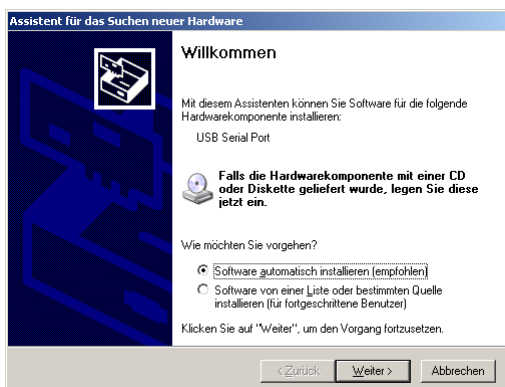 Assistent für das Suchen neuer Hardware
Willkommen
Mit diesem Assistenten können Sie Software für die folgende
Hardwarekomponente installieren:
USB Serial Port
Falls die Hardwarekomponente mit einer CD
oder Diskette geliefert wurde, legen Sie diese
jetzt ein.
Wie möchten Sie vorgehen?
Software automatisch installieren (empfohlen)
Software von einer Liste oder bestimmten Quelle
installieren (für fortgeschrittene Benutzer)
Klicken Sie auf "Weiter", um den Vorgang fortzusetzen.
< Zurück Weiter > Abbrechen